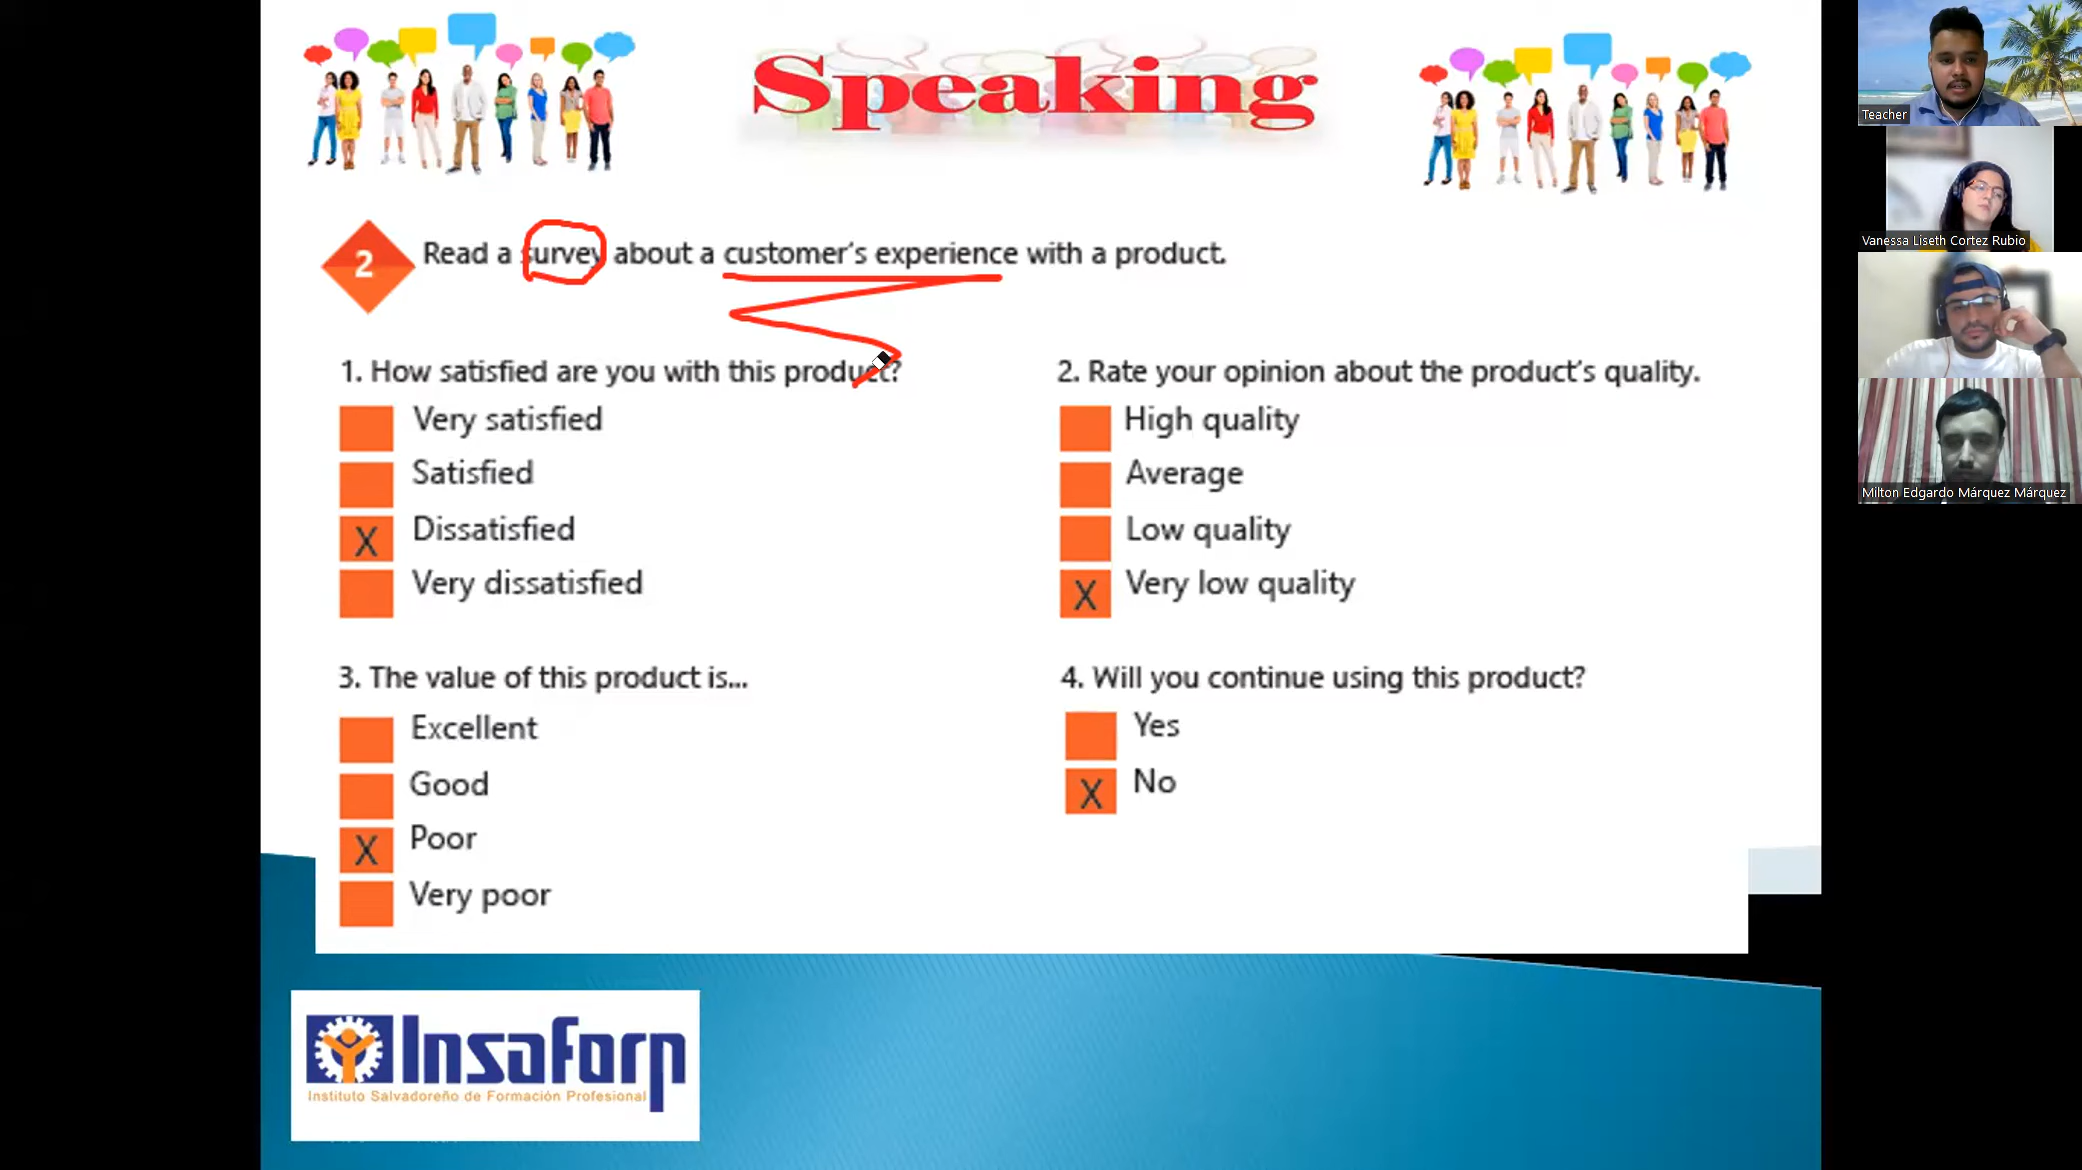 Speaking
2 Read a survey about a customer's experience with a product.
1. How satisfied are you with this product?
Very satisfied
Satisfied
X Dissatisfied
Very dissatisfied
2. Rate your opinion about the product's quality.
High quality
Average
Low quality
X Very low quality
3. The value of this product is...
Excellent
Good
X Poor
Very poor
4. Will you continue using this product?
Yes
X No
Insaforp
Instituto Salvadoreño de Formación Profesional
Teacher
Vanessa Liseth Cortez Rubio
Milton Edgardo Márquez Márquez